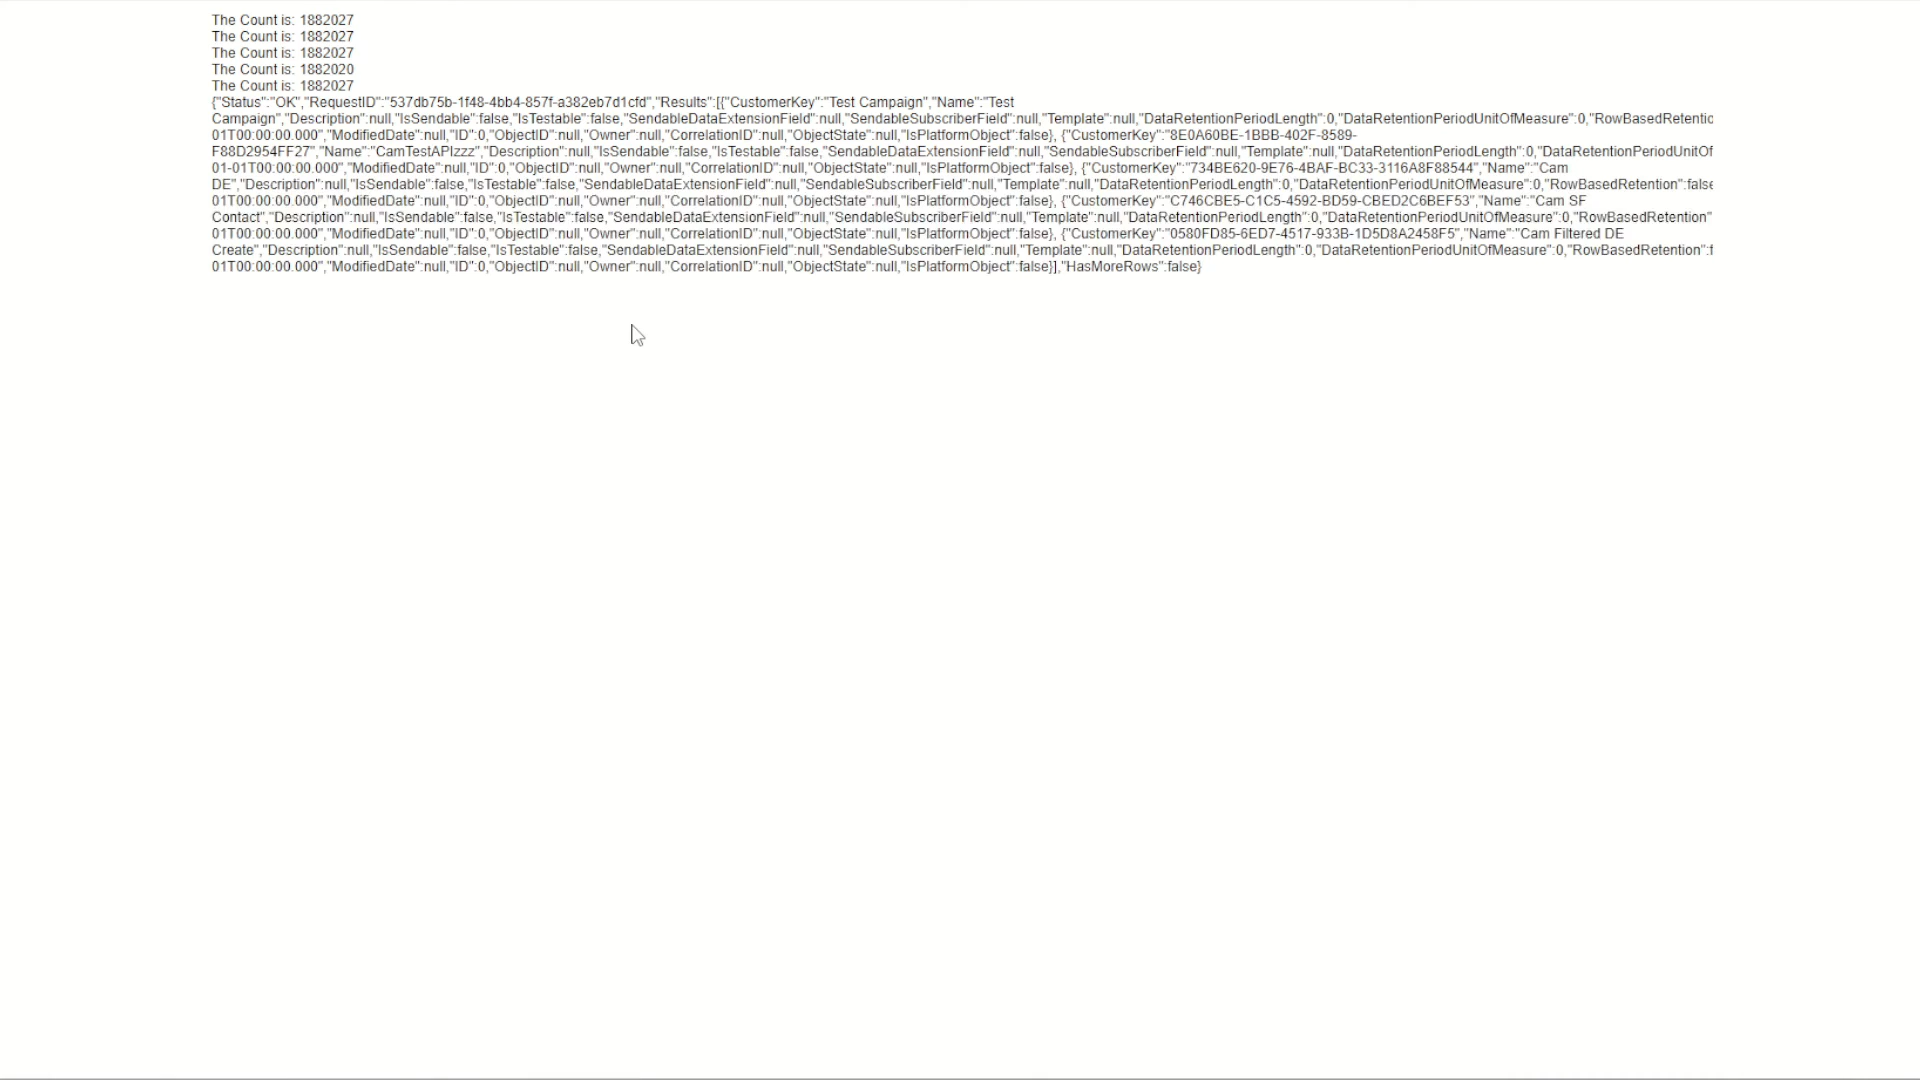 The Count is: 1882027
The Count is: 1882027
The Count is: 1882027
The Count is: 1882020
The Count is: 1882027
{"Status":"OK","RequestID":"537db75b-1f48-4bb4-857f-a382eb7d1cfd","Results":[{"CustomerKey":"Test Campaign","Name":"Test
Campaign","Description":null,"IsSendable":false,"IsTestable":false,"SendableDataExtensionField":null,"SendableSubscriberField":null,"Template":null,"DataRetentionPeriodLength":0,"DataRetentionPeriodUnitOfMeasure":0,"RowBasedRetentio
01T00:00:00.000","ModifiedDate":null,"ID":0,"ObjectID":null,"Owner":null,"CorrelationID":null,"ObjectState":null,"IsPlatformObject":false}, {"CustomerKey":"8E0A60BE-1BBB-402F-8589-
F88D2954FF27","Name":"CamTestAPIzzz","Description":null,"IsSendable":false,"IsTestable":false,"SendableDataExtensionField":null,"SendableSubscriberField":null,"Template":null,"DataRetentionPeriodLength":0,"DataRetentionPeriodUnitOf
01-01T00:00:00.000","ModifiedDate":null,"ID":0,"ObjectID":null,"Owner":null,"CorrelationID":null,"ObjectState":null,"IsPlatformObject":false}, {"CustomerKey":"734BE620-9E76-4BAF-BC33-3116A8F88544","Name":"Cam
DE","Description":null,"IsSendable":false,"IsTestable":false,"SendableDataExtensionField":null,"SendableSubscriberField":null,"Template":null,"DataRetentionPeriodLength":0,"DataRetentionPeriodUnitOfMeasure":0,"RowBasedRetention":false
01T00:00:00.000","ModifiedDate":null,"ID":0,"ObjectID":null,"Owner":null,"CorrelationID":null,"ObjectState":null,"IsPlatformObject":false}, {"CustomerKey":"C746CBE5-C1C5-4592-BD59-CBED2C6BEF53","Name":"Cam SF
Contact","Description":null,"IsSendable":false,"IsTestable":false,"SendableDataExtensionField":null,"SendableSubscriberField":null,"Template":null,"DataRetentionPeriodLength":0,"DataRetentionPeriodUnitOfMeasure":0,"RowBasedRetention"
01T00:00:00.000","ModifiedDate":null,"ID":0,"ObjectID":null,"Owner":null,"CorrelationID":null,"ObjectState":null,"IsPlatformObject":false}, {"CustomerKey":"0580FD85-6ED7-4517-933B-1D5D8A2458F5","Name":"Cam Filtered DE
Create","Description":null,"IsSendable":false,"IsTestable":false,"SendableDataExtensionField":null,"SendableSubscriberField":null,"Template":null,"DataRetentionPeriodLength":0,"DataRetentionPeriodUnitOfMeasure":0,"RowBasedRetention":f
01T00:00:00.000","ModifiedDate":null,"ID":0,"ObjectID":null,"Owner":null,"CorrelationID":null,"ObjectState":null,"IsPlatformObject":false}],"HasMoreRows":false}